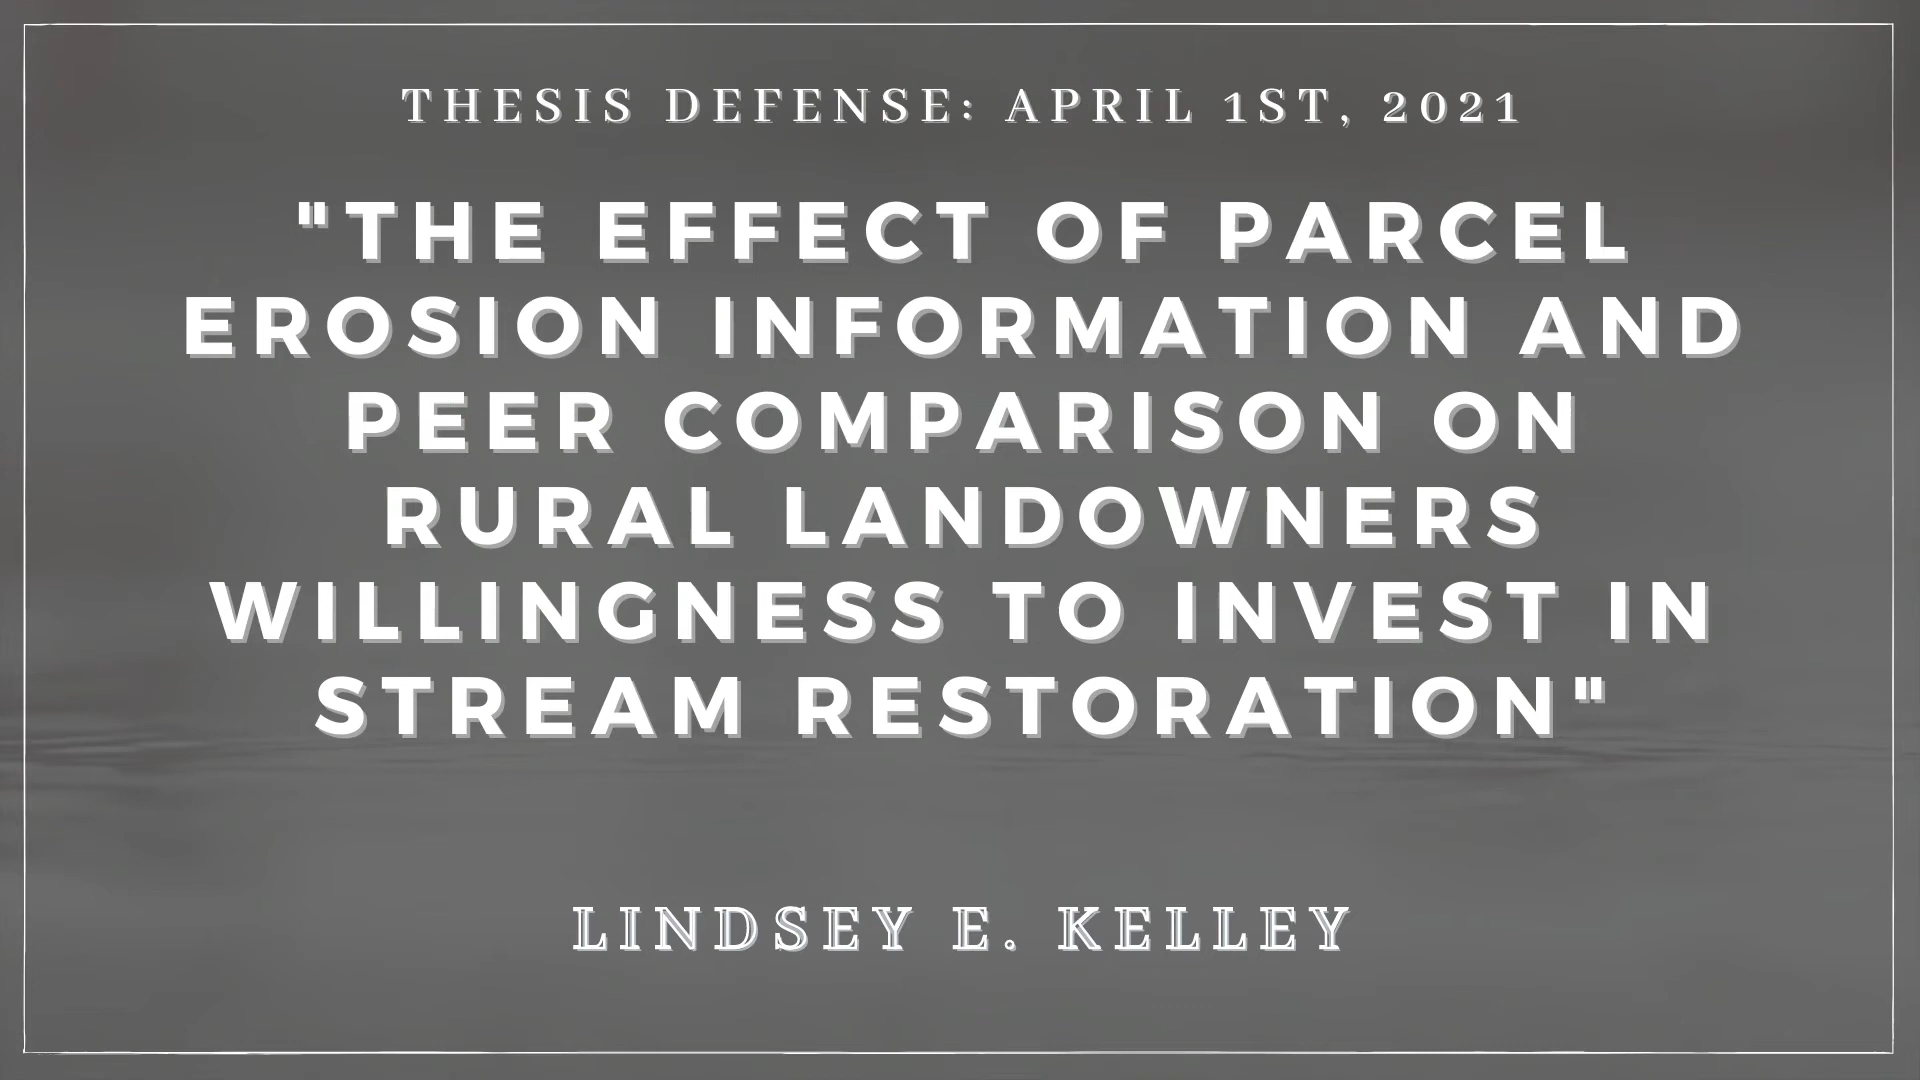 THESIS DEFENSE: APRIL 1ST, 2021
"THE EFFECT OF PARCEL
EROSION INFORMATION AND
PEER COMPARISON ON
RURAL LANDOWNERS
WILLINGNESS TO INVEST IN
STREAM RESTORATION"
LINDSEY E. KELLEY